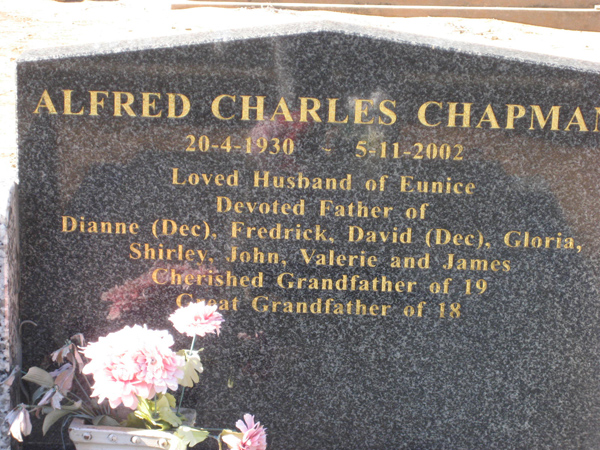 ALFRED CHARLES CHAPMAN
20-4-1930 - 5-11-2002
Loved Husband of Eunice
Devoted Father of
Dianne (Dec), Fredrick, David (Dec), Gloria,
Shirley, John, Valerie and James
Cherished Grandfather of 19
Great Grandfather of 18